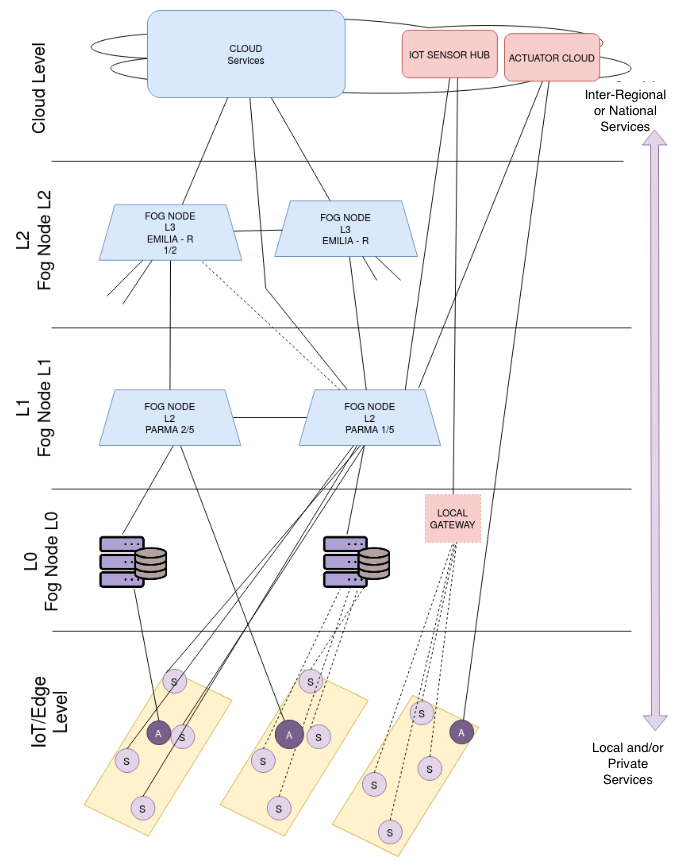 Cloud Level
CLOUD
Services
IOT SENSOR HUB
ACTUATOR CLOUD
Inter-Regional
or National
Services
L2
Fog Node L2
FOG NODE
L3
EMILIA - R
1/2
FOG NODE
L3
EMILIA - R
L1
Fog Node L1
FOG NODE
L2
PARMA 2/5
FOG NODE
L2
PARMA 1/5
L0
Fog Node L0
LOCAL
GATEWAY
IoT/Edge
Level
S
A
S
S
S
S
A
S
S
S
S
A
S
S
S
Local and/or
Private
Services